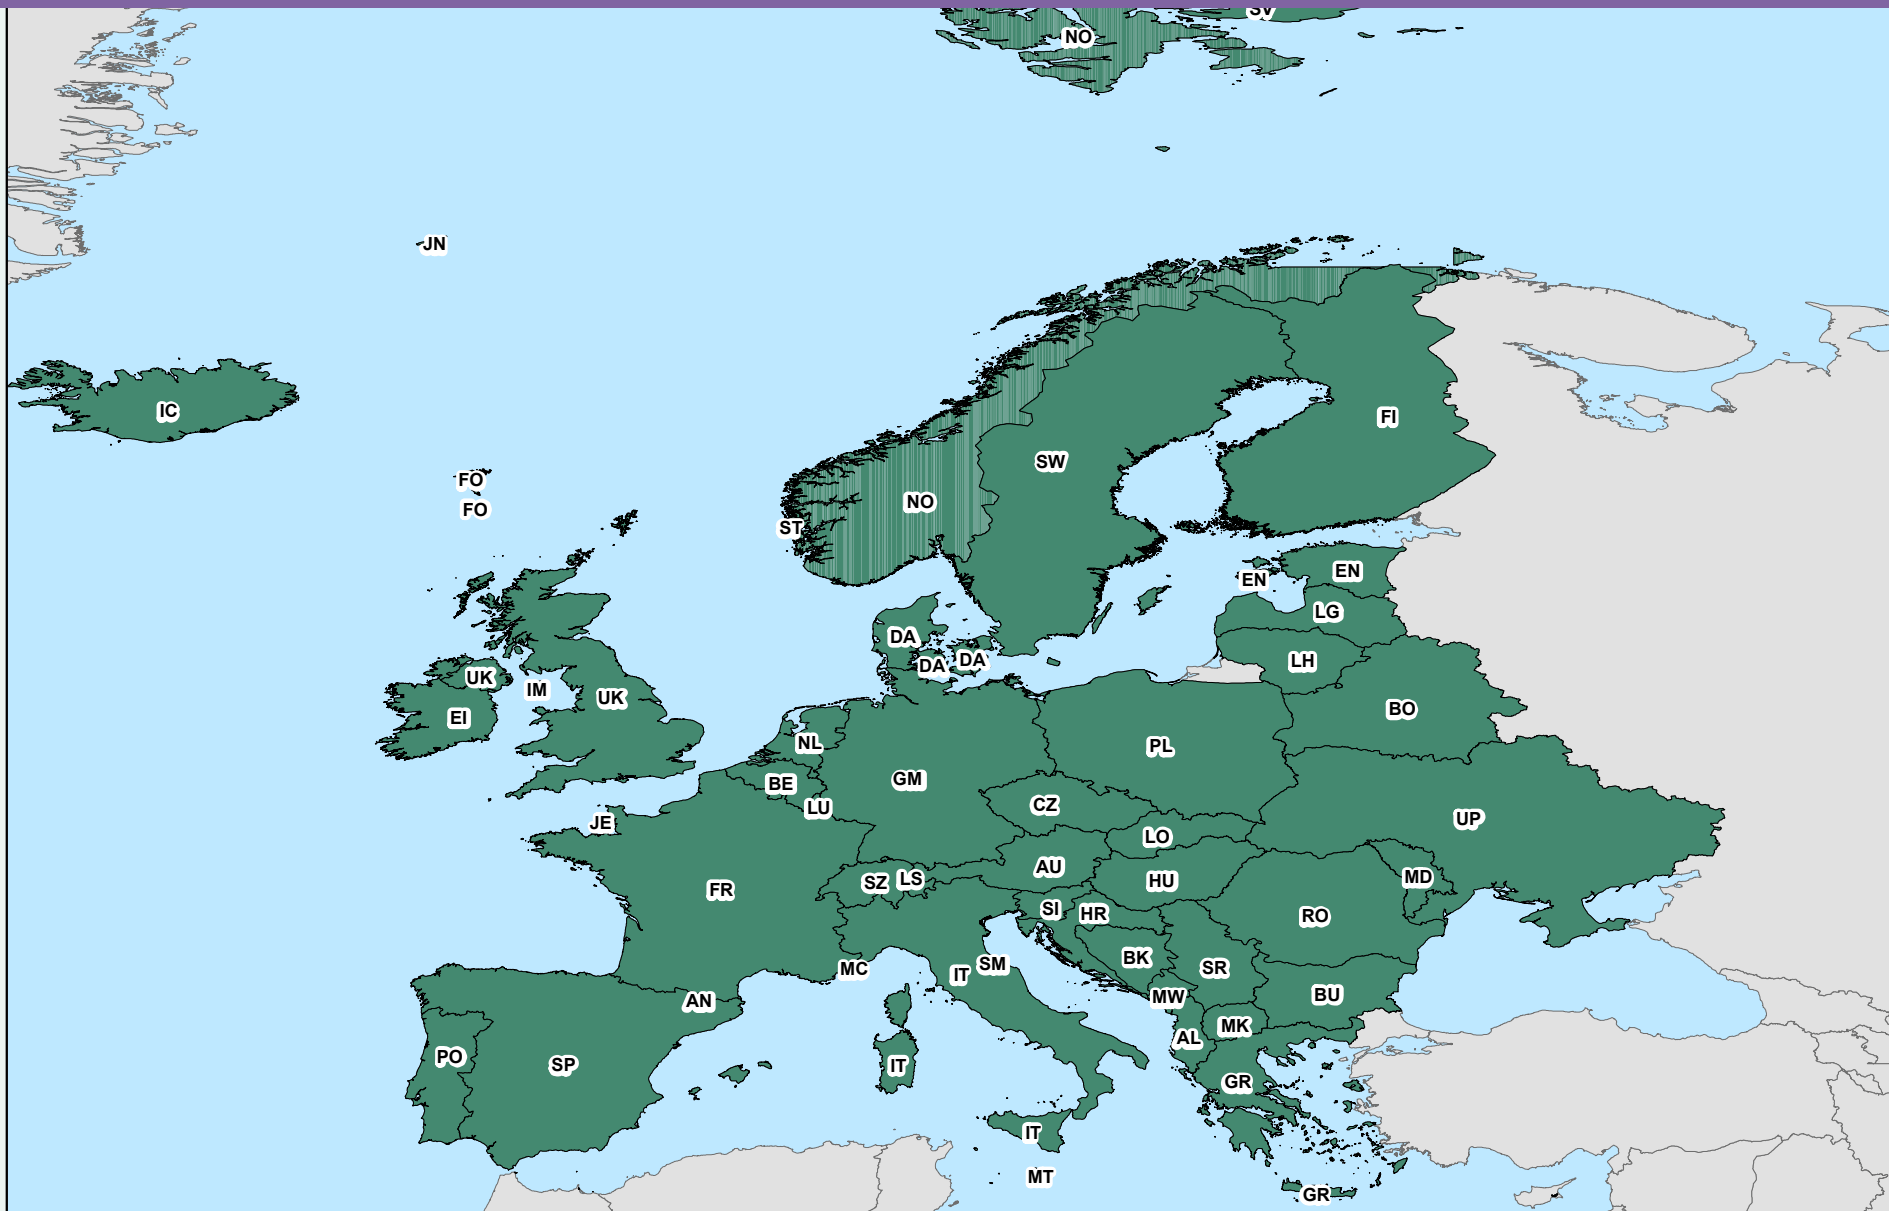 SV
NO
JN
IC
FI
SW
FO
NO
FO
ST
EN
EN
LG
DA
DA
DA
LH
UK
IM
UK
BO
EI
NL
PL
GM
BE
CZ
LU
UP
JE
LO
AU
MD
SZ
LS
HU
FR
SI
HR
RO
BK
SM
SR
MC
IT
BU
MW
AN
MK
AL
PO
SP
IT
GR
IT
MT
GR